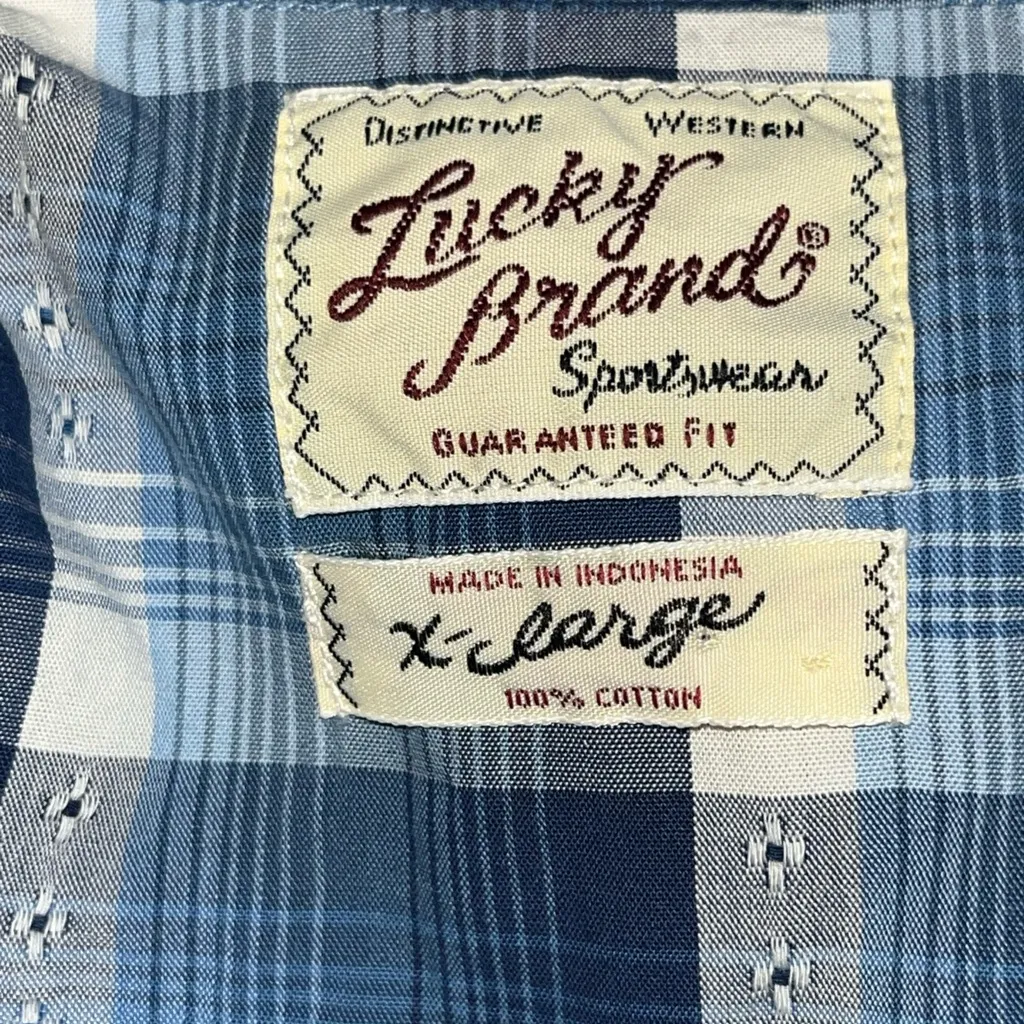 DISTINCTIVE WESTERN
Lucky
Brand®
Sportswear
GUARANTEED FIT
MADE IN INDONESIA
X-large
100% COTTON